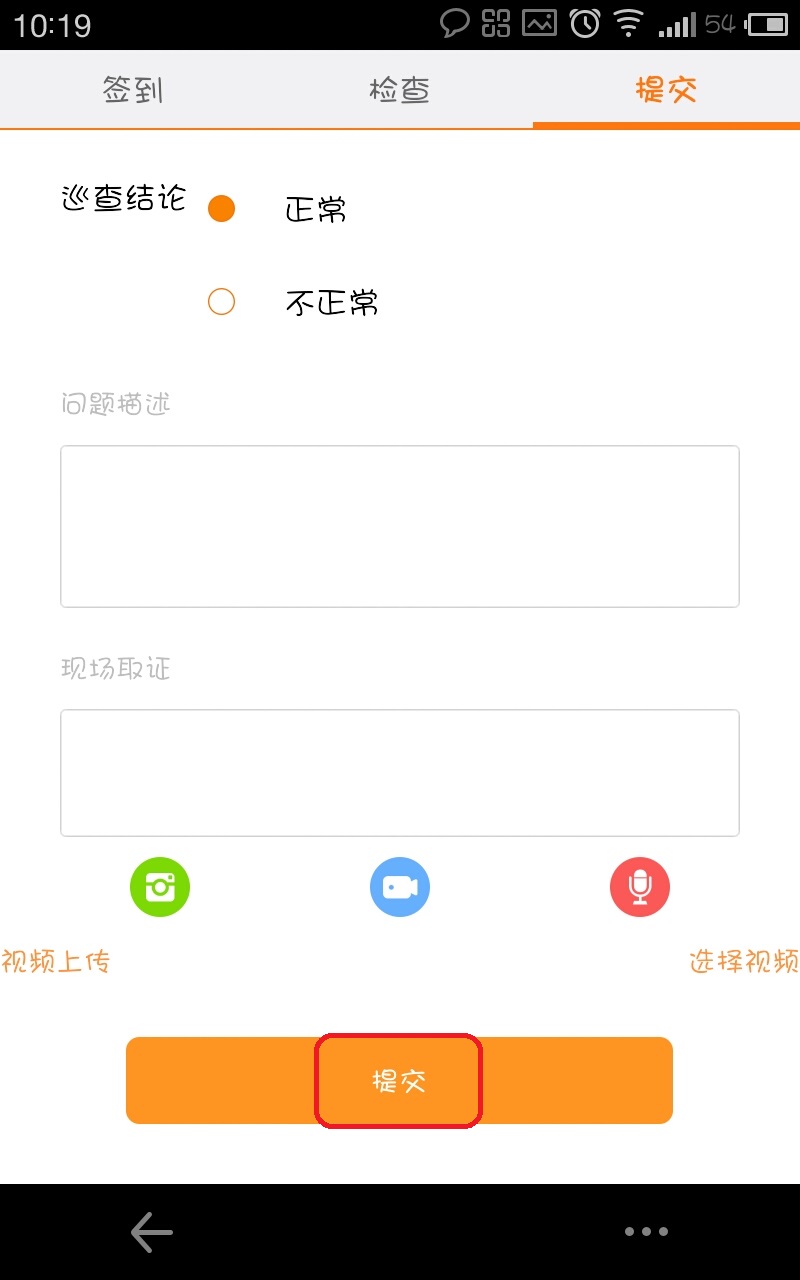 10:19 54
签到 检查 提交
巡查结论 正常
不正常
问题描述
现场取证
视频上传 选择视频
提交